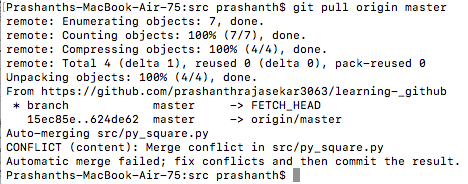 Prashanths-MacBook-Air-75:src prashanth$ git pull origin master
remote: Enumerating objects: 7, done.
remote: Counting objects: 100% (7/7), done.
remote: Compressing objects: 100% (4/4), done.
remote: Total 4 (delta 1), reused 0 (delta 0), pack-reused 0
Unpacking objects: 100% (4/4), done.
From https://github.com/prashanthrajasekar3063/learning-_github
 * branch            master     -> FETCH_HEAD
   15ec85e..624de62  master     -> origin/master
Auto-merging src/py_square.py
CONFLICT (content): Merge conflict in src/py_square.py
Automatic merge failed; fix conflicts and then commit the result.
Prashanths-MacBook-Air-75:src prashanth$